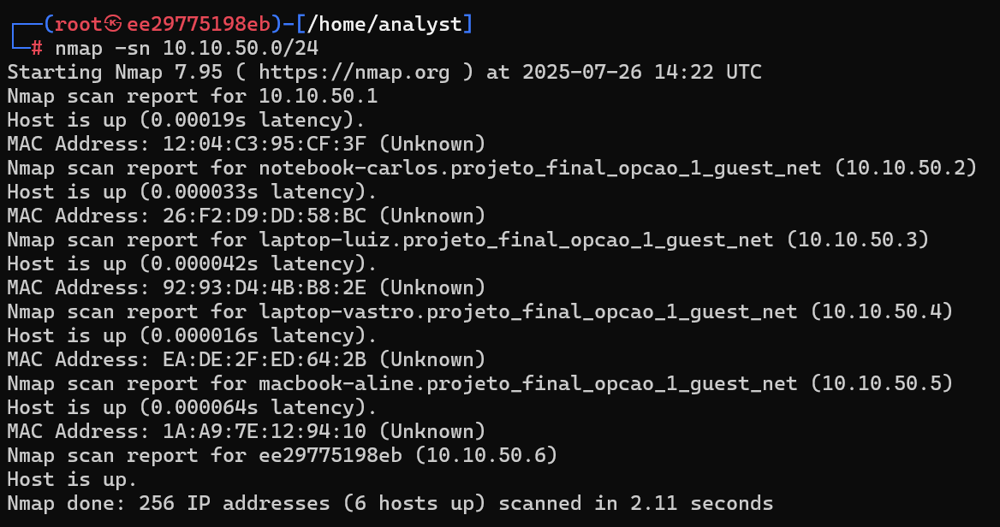 ┌──(root㉿ee29775198eb)-[/home/analyst]
└─# nmap -sn 10.10.50.0/24
Starting Nmap 7.95 ( https://nmap.org ) at 2025-07-26 14:22 UTC
Nmap scan report for 10.10.50.1
Host is up (0.00019s latency).
MAC Address: 12:04:C3:95:CF:3F (Unknown)
Nmap scan report for notebook-carlos.projeto_final_opcao_1_guest_net (10.10.50.2)
Host is up (0.000033s latency).
MAC Address: 26:F2:D9:DD:58:BC (Unknown)
Nmap scan report for laptop-luiz.projeto_final_opcao_1_guest_net (10.10.50.3)
Host is up (0.000042s latency).
MAC Address: 92:93:D4:4B:B8:2E (Unknown)
Nmap scan report for laptop-vastro.projeto_final_opcao_1_guest_net (10.10.50.4)
Host is up (0.000016s latency).
MAC Address: EA:DE:2F:ED:64:2B (Unknown)
Nmap scan report for macbook-aline.projeto_final_opcao_1_guest_net (10.10.50.5)
Host is up (0.000064s latency).
MAC Address: 1A:A9:7E:12:94:10 (Unknown)
Nmap scan report for ee29775198eb (10.10.50.6)
Host is up.
Nmap done: 256 IP addresses (6 hosts up) scanned in 2.11 seconds